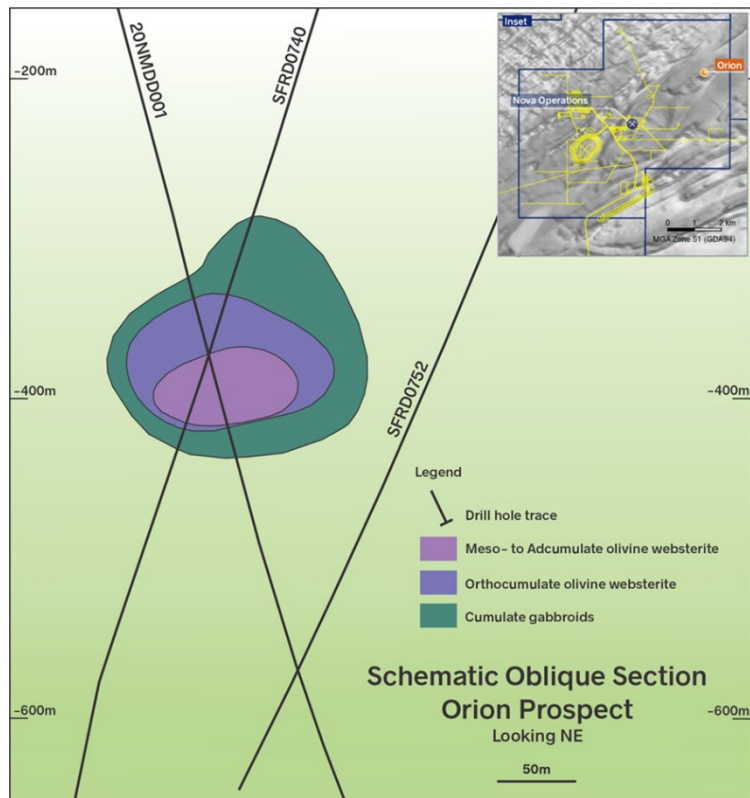 Inset
Orion
Nova Operations
0 1 2 km
MGA Zone 51 (GDA94)
20NMDD001
SFRD0740
-200m
-400m
-400m
SFRD0752
Legend
Drill hole trace
Meso- to Adcumulate olivine websterite
Orthocumulate olivine websterite
Cumulate gabbroids
Schematic Oblique Section
Orion Prospect
Looking NE
-600m
-600m
50m